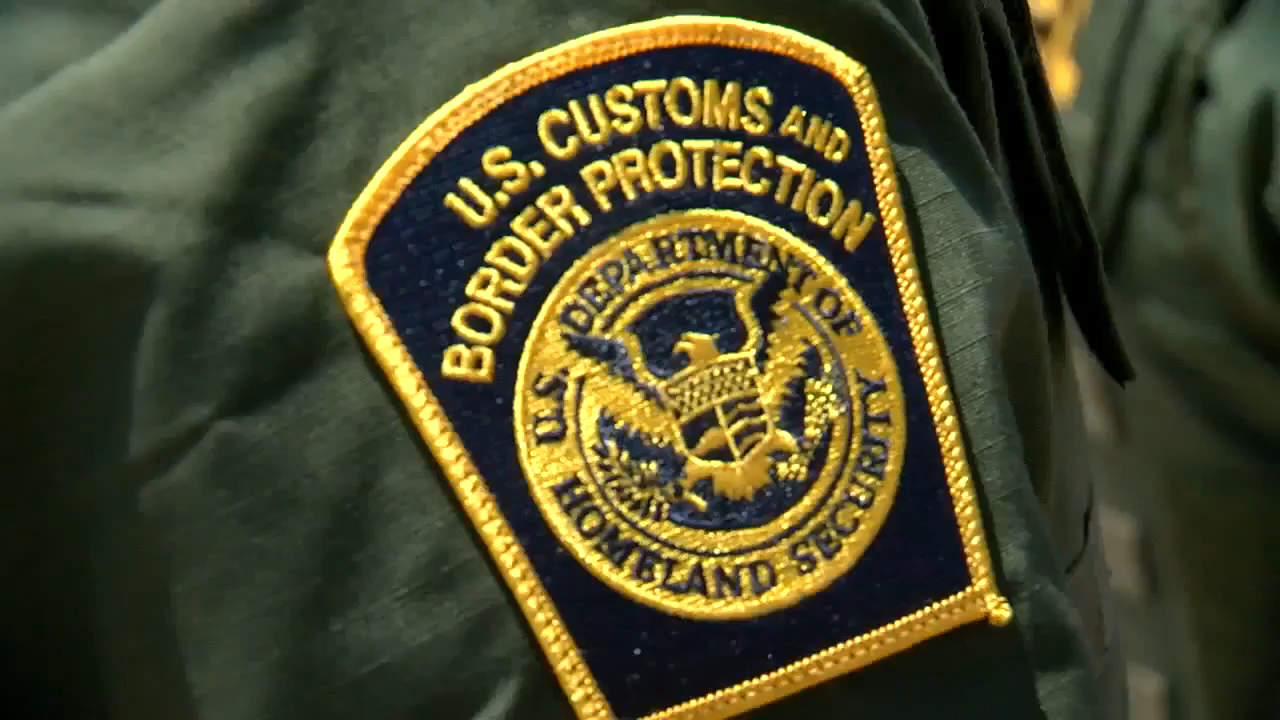 U.S. CUSTOMS AND
BORDER PROTECTION
U.S. DEPARTMENT OF
HOMELAND SECURITY